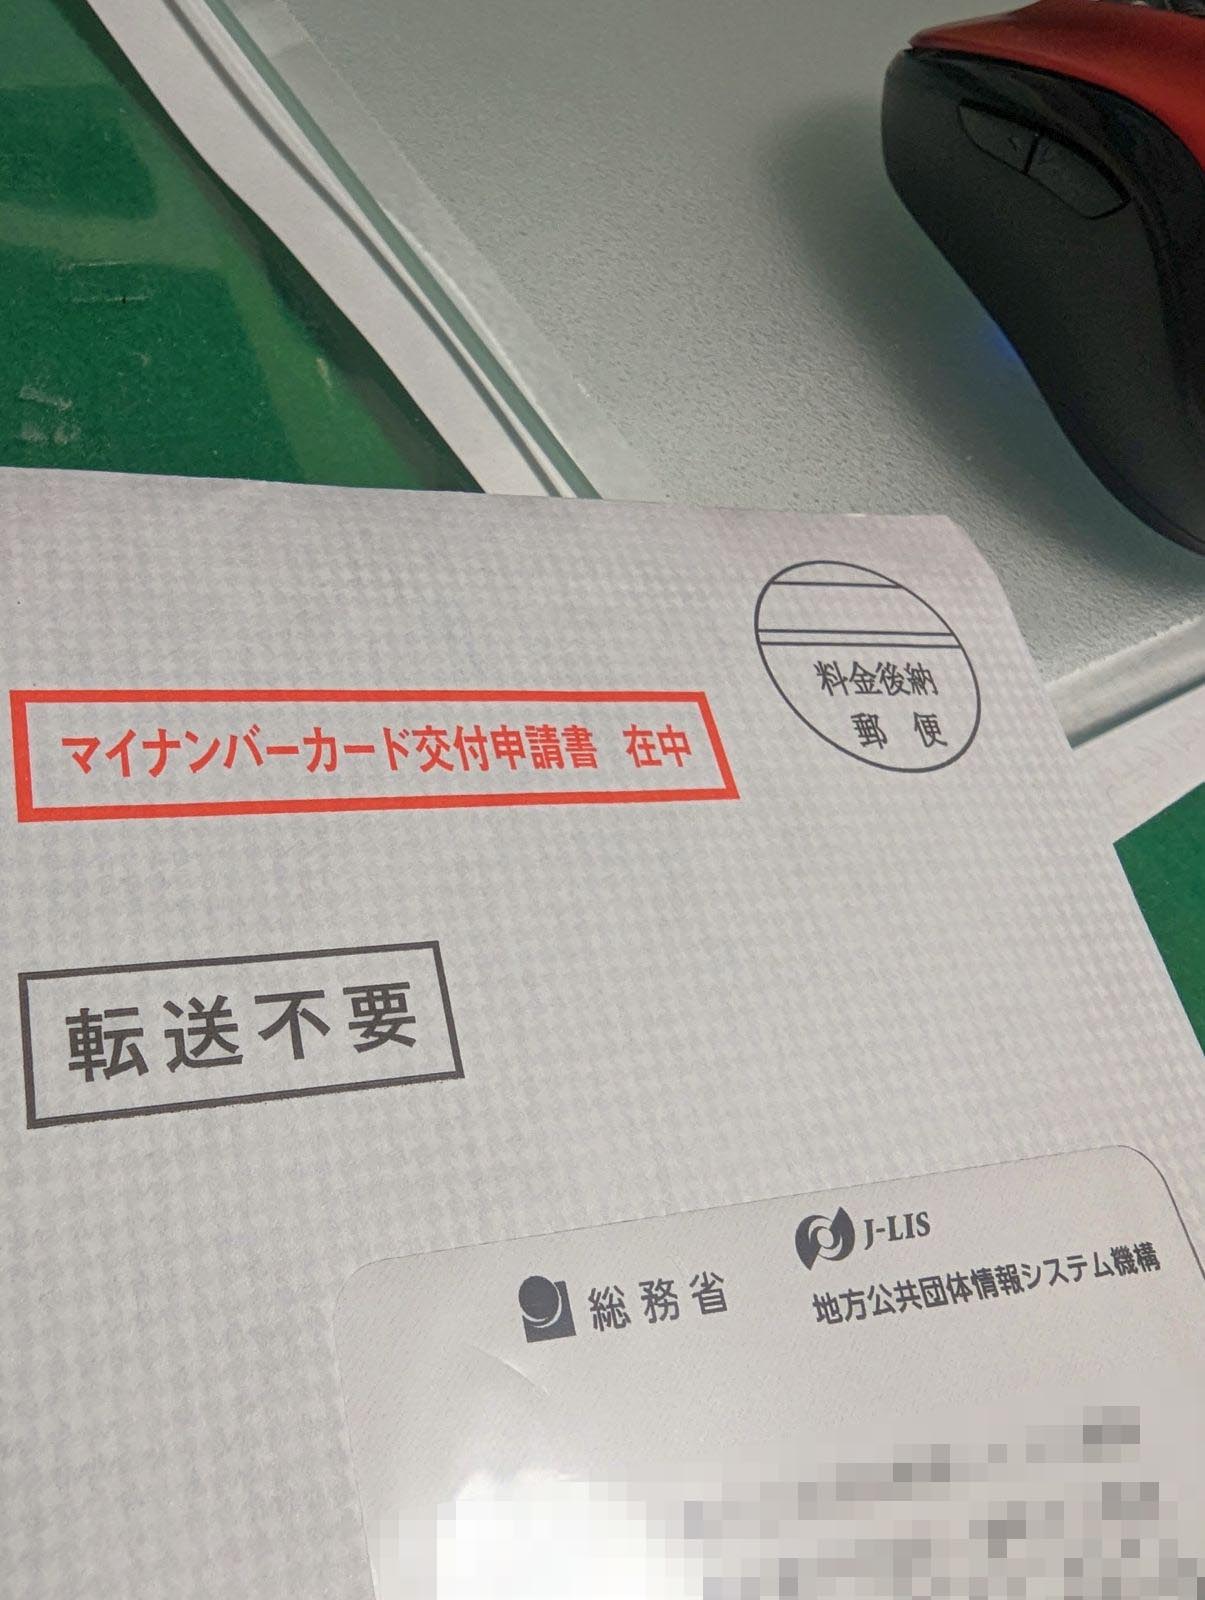 料金後納
郵便
マイナンバーカード交付申請書 在中
転送不要
総務省
J-LIS
地方公共団体情報システム機構